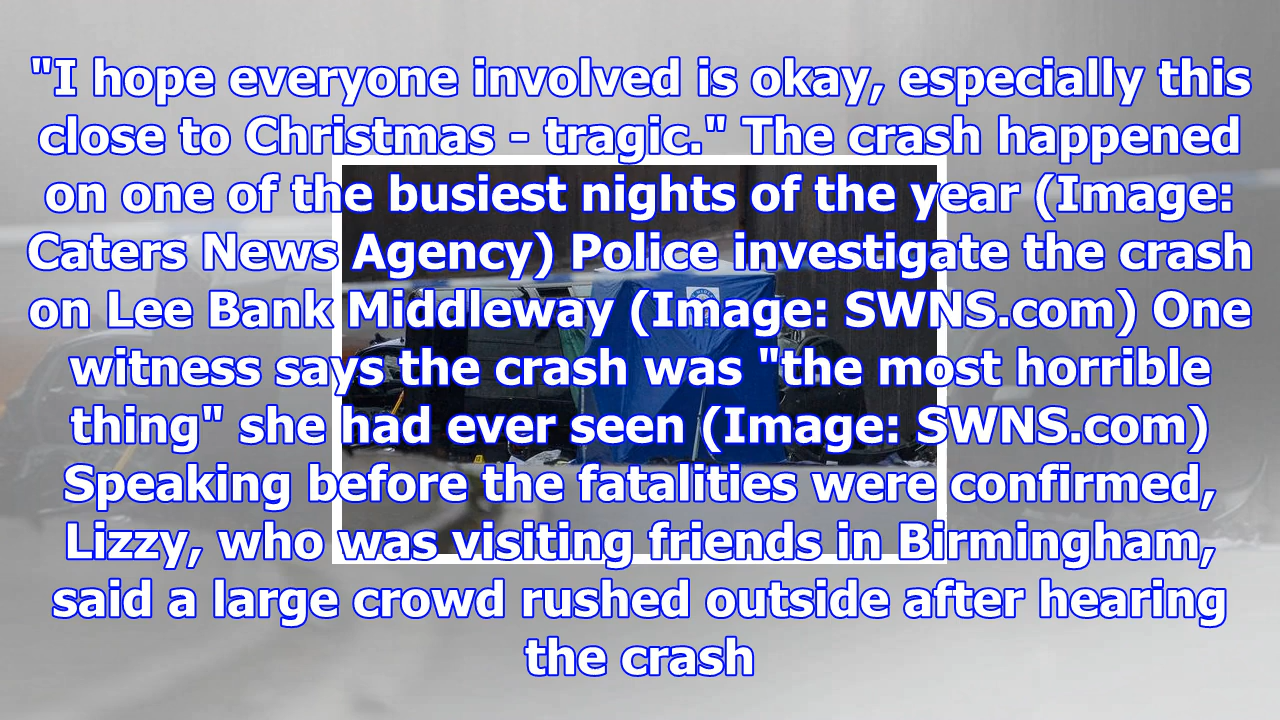 "I hope everyone involved is okay, especially this
close to Christmas - tragic." The crash happened
on one of the busiest nights of the year (Image:
Caters News Agency) Police investigate the crash
on Lee Bank Middleway (Image: SWNS.com) One
witness says the crash was "the most horrible
thing" she had ever seen (Image: SWNS.com)
Speaking before the fatalities were confirmed,
Lizzy, who was visiting friends in Birmingham,
said a large crowd rushed outside after hearing
the crash